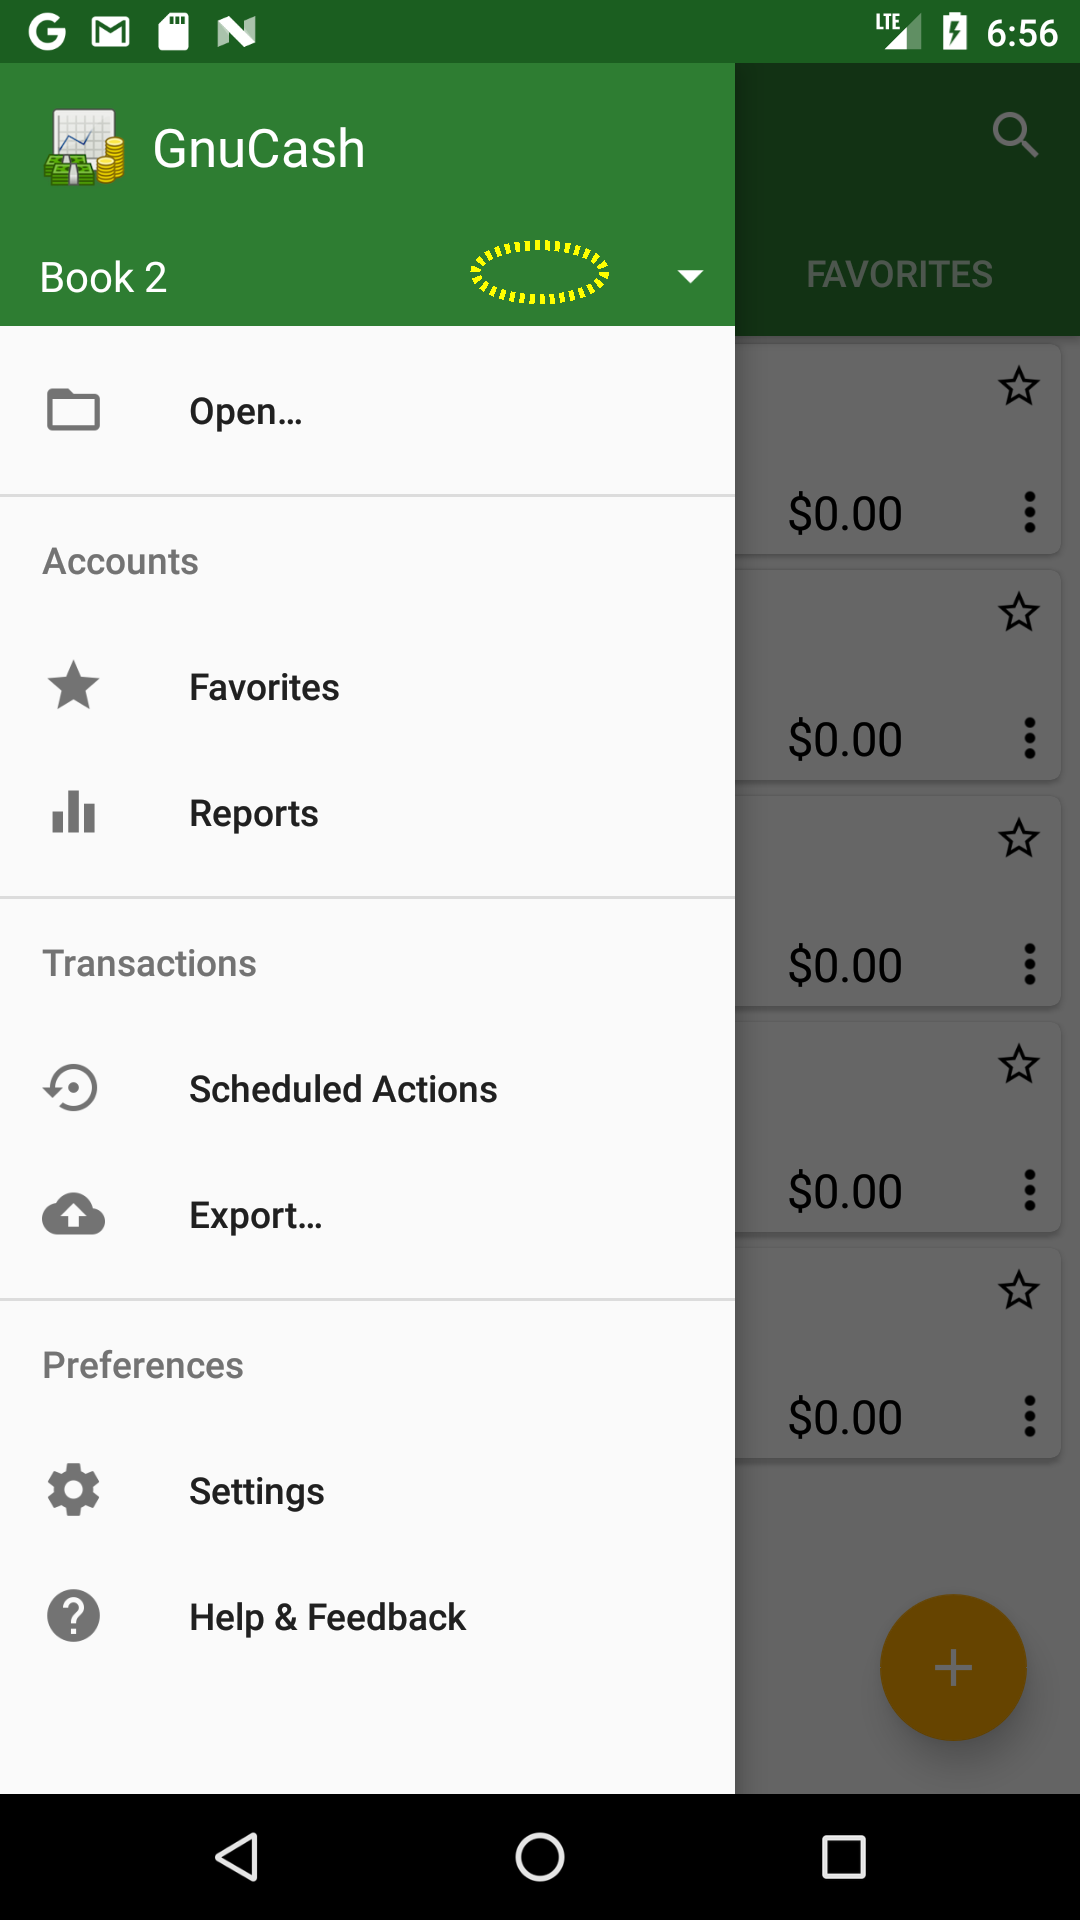 LTE 6:56
GnuCash
Book 2
FAVORITES
Open...
$0.00
Accounts
Favorites
$0.00
Reports
Transactions
$0.00
Scheduled Actions
$0.00
Export...
Preferences
$0.00
Settings
Help & Feedback